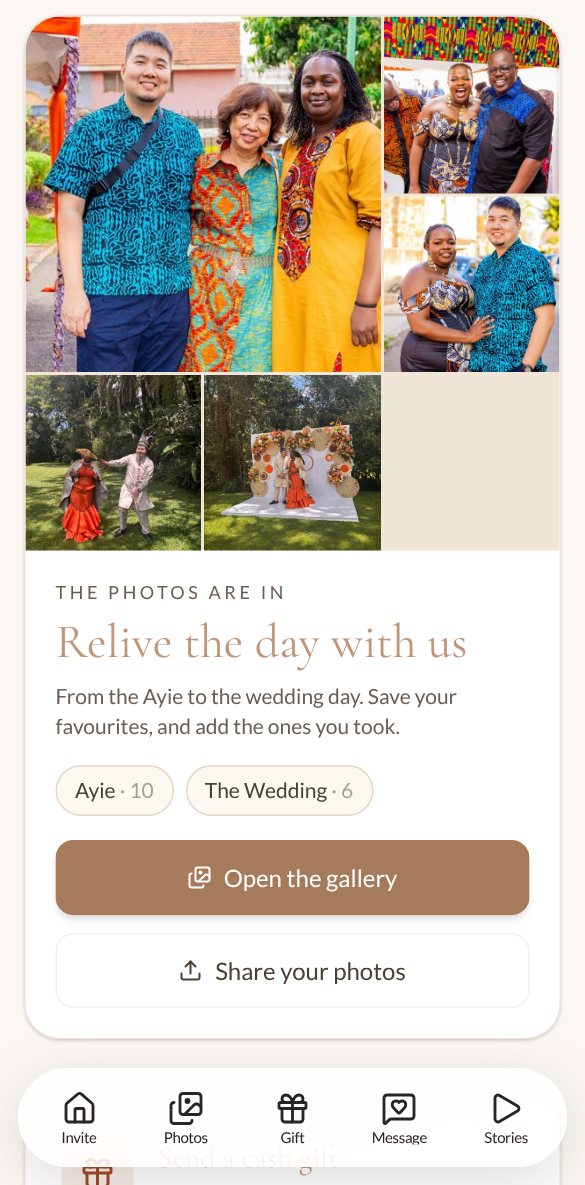 THE PHOTOS ARE IN
Relive the day with us
From the Ayie to the wedding day. Save your
favourites, and add the ones you took.
Ayie · 10
The Wedding · 6
Open the gallery
Share your photos
Invite
Photos
Gift
Message
Stories
Send a cash gift